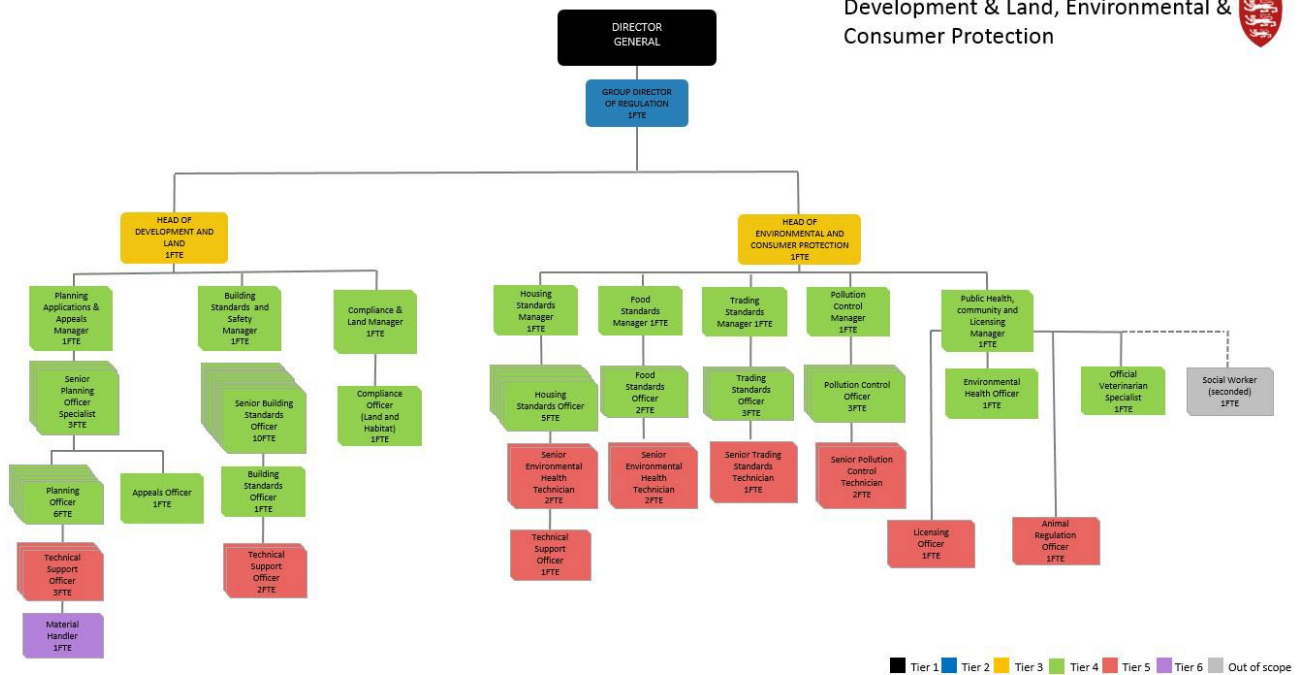 Development & Land, Environmental &
Consumer Protection
DIRECTOR
GENERAL
GROUP DIRECTOR
OF REGULATION
1FTE
HEAD OF
DEVELOPMENT AND
LAND
1FTE
HEAD OF
ENVIRONMENTAL AND
CONSUMER PROTECTION
1FTE
Planning
Applications &
Appeals
Manager
1FTE
Building
Standards and
Safety
Manager
1FTE
Compliance &
Land Manager
1FTE
Housing
Standards
Manager
1FTE
Food
Standards
Manager 1FTE
Trading
Standards
Manager 1FTE
Pollution
Control
Manager
1FTE
Public Health,
community and
Licensing
Manager
1FTE
Senior
Planning
Officer
Specialist
3FTE
Senior Building
Standards
Officer
10FTE
Compliance
Officer
(Land and
Habitat)
1FTE
Housing
Standards Officer
5FTE
Food
Standards
Officer
2FTE
Trading
Standards
Officer
3FTE
Pollution Control
Officer
3FTE
Environmental
Health Officer
1FTE
Official
Veterinarian
Specialist
1FTE
Social Worker
(seconded)
1FTE
Planning
Officer
6FTE
Appeals Officer
1FTE
Building
Standards
Officer
1FTE
Senior
Environmental
Health
Technician
2FTE
Senior
Environmental
Health
Technician
2FTE
Senior Trading
Standards
Technician
1FTE
Senior Pollution
Control
Technician
2FTE
Technical
Support
Officer
3FTE
Technical
Support
Officer
2FTE
Technical
Support
Officer
1FTE
Licensing
Officer
1FTE
Animal
Regulation
Officer
1FTE
Material
Handler
1FTE
Tier 1 Tier 2 Tier 3 Tier 4 Tier 5 Tier 6 Out of scope